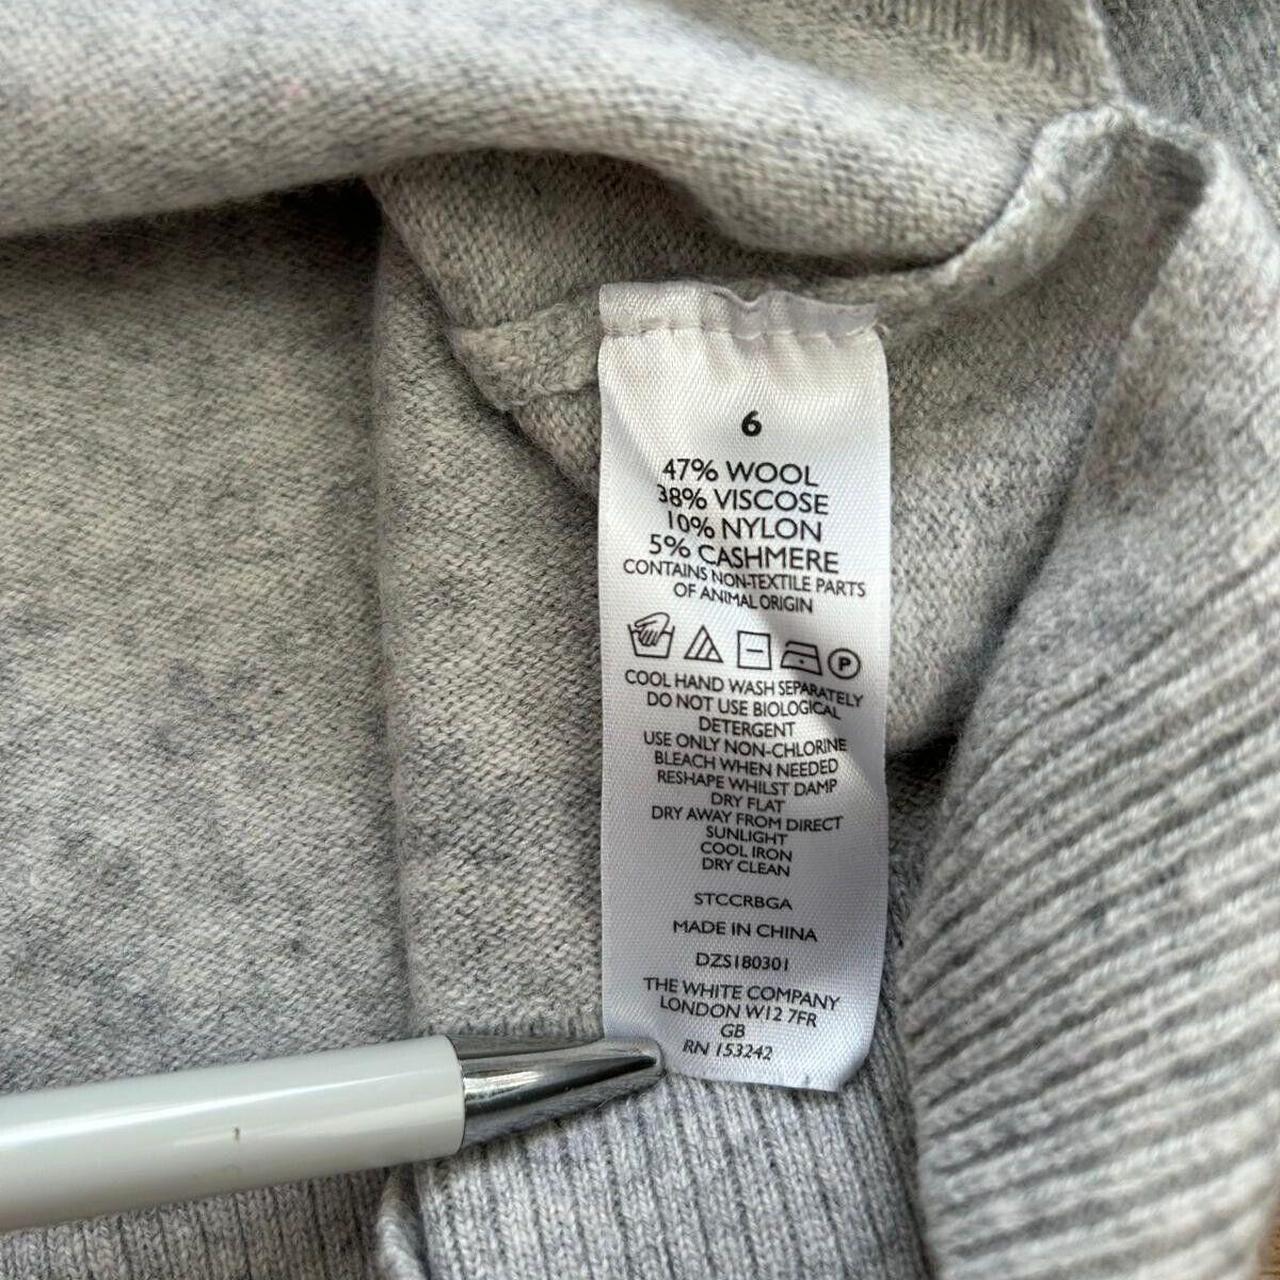 6
47% WOOL
38% VISCOSE
10% NYLON
5% CASHMERE
CONTAINS NON-TEXTILE PARTS
OF ANIMAL ORIGIN
P
COOL HAND WASH SEPARATELY
DO NOT USE BIOLOGICAL
DETERGENT
USE ONLY NON-CHLORINE
BLEACH WHEN NEEDED
RESHAPE WHILST DAMP
DRY FLAT
DRY AWAY FROM DIRECT
SUNLIGHT
COOL IRON
DRY CLEAN
STCCRBGA
MADE IN CHINA
DZS180301
THE WHITE COMPANY
LONDON W12 7FR
GB
RN 153242